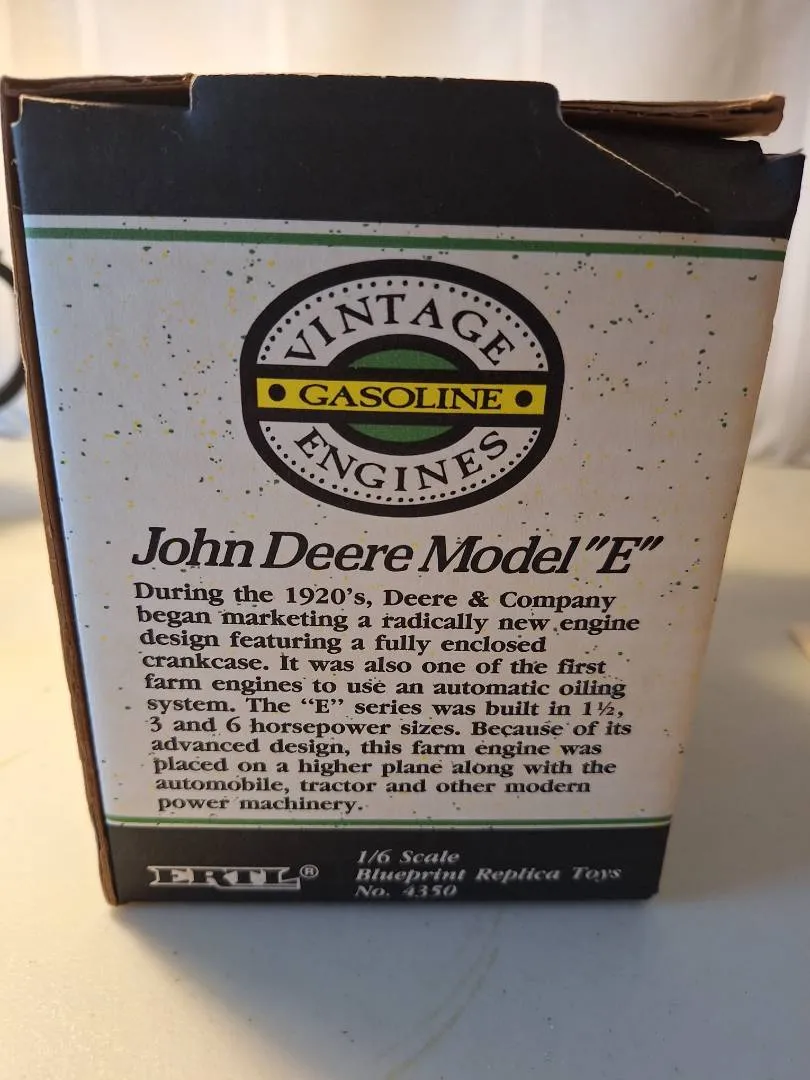 VINTAGE
GASOLINE
ENGINES
John Deere Model "E"
During the 1920's, Deere & Company
began marketing a radically new engine
design featuring a fully enclosed
crankcase. It was also one of the first
farm engines to use an automatic oiling
system. The "E" series was built in 1½,
3 and 6 horsepower sizes. Because of its
advanced design, this farm engine was
placed on a higher plane along with the
automobile, tractor and other modern
power machinery.
ERTL®
1/6 Scale
Blueprint Replica Toys
No. 4350